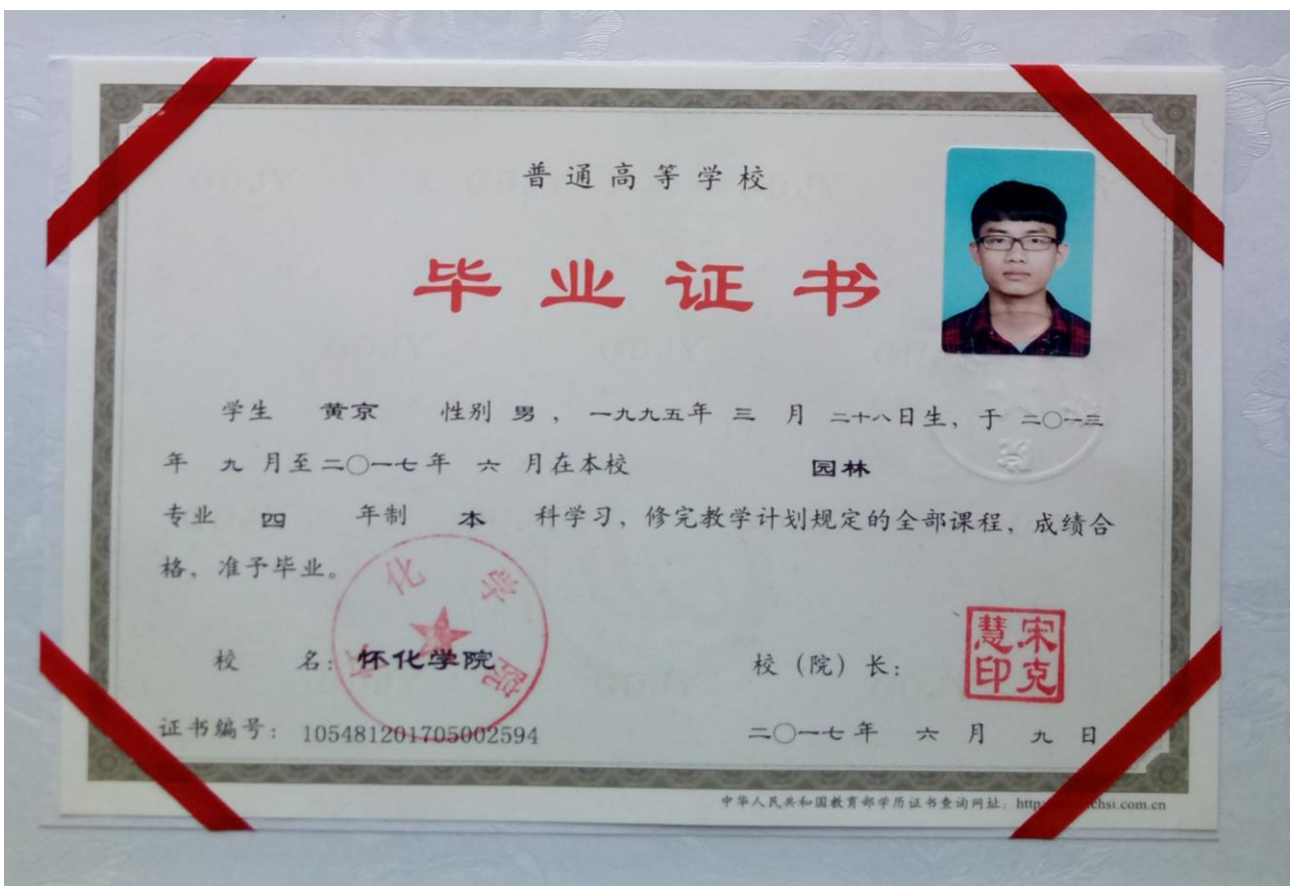 普通高等学校
毕业证书
学生 黄京 性别 男，一九九五年 三 月 二十八日生，于 二〇一三
年 九 月至二〇一七年 六 月在本校 园林
专业 四 年制 本 科学习，修完教学计划规定的全部课程，成绩合
格，准予毕业。
化学院
校 名：怀化学院
校（院）长：
宋克慧印
证书编号：105481201705002594
二〇一七年 六 月 九 日
中华人民共和国教育部学历证书查询网址：http chsi.com.cn